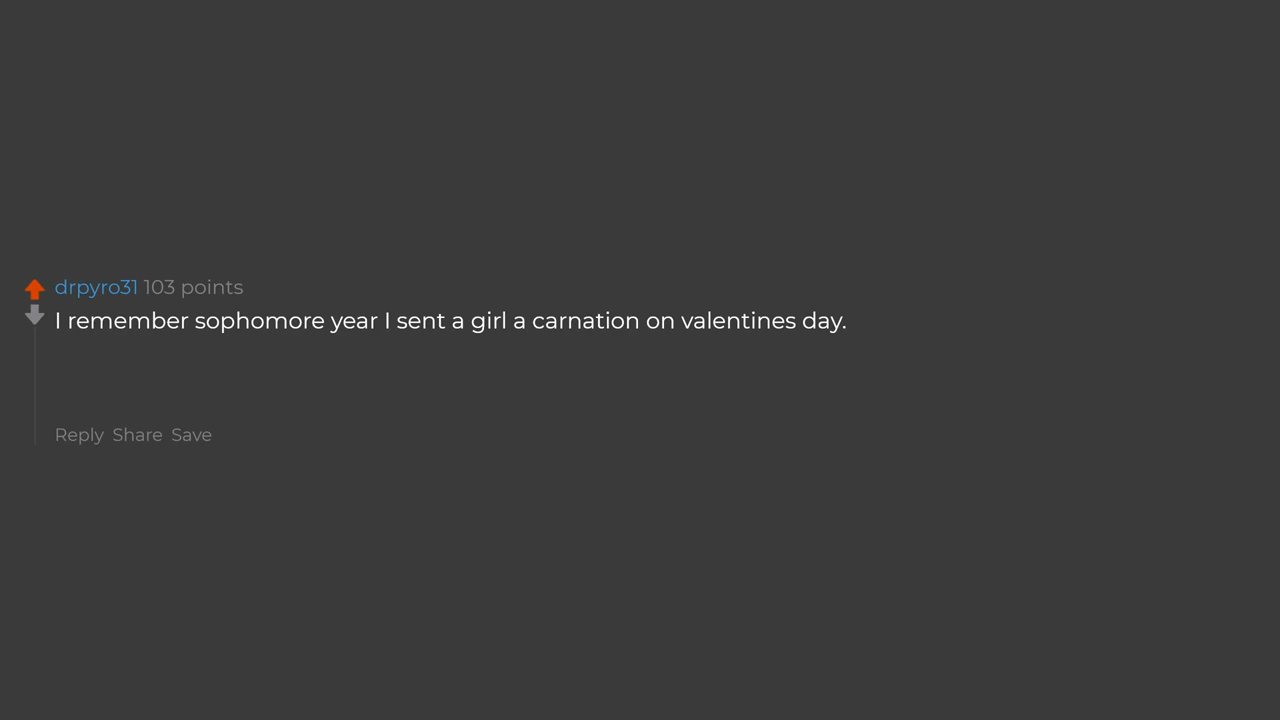 drpyro31 103 points
I remember sophomore year I sent a girl a carnation on valentines day.
Reply Share Save